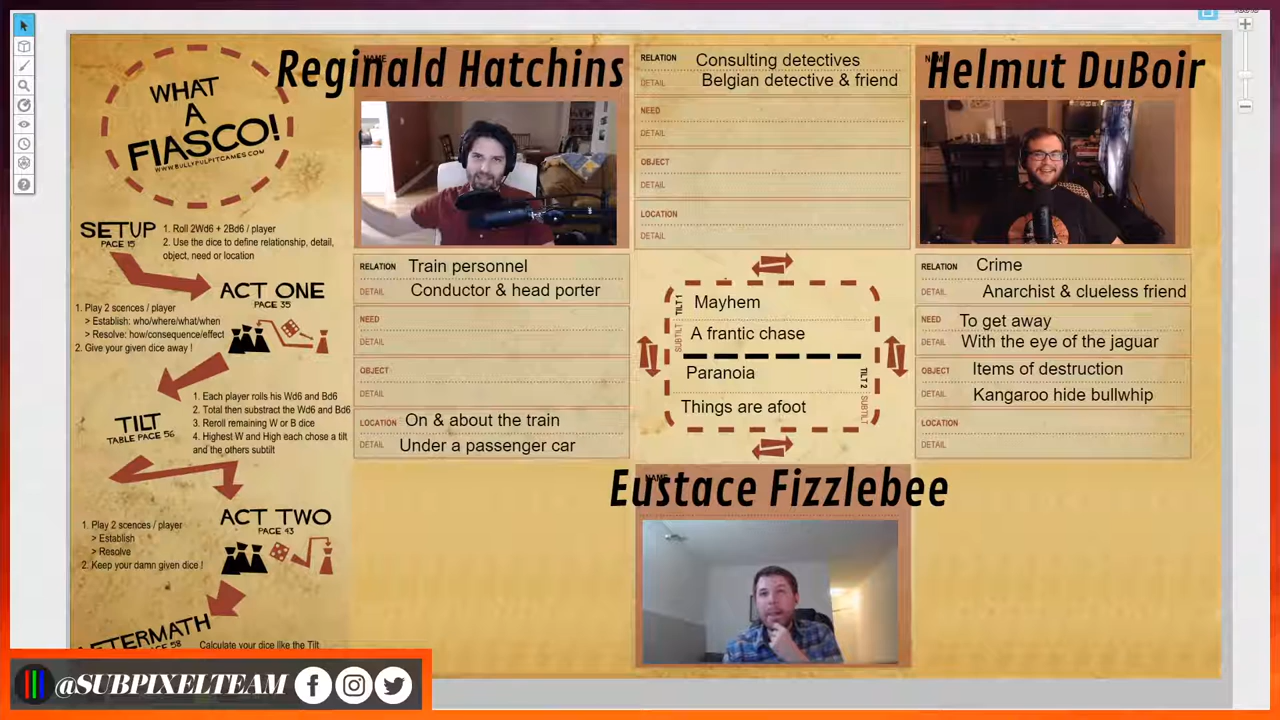 WHAT
A
FIASCO!
WWW.BULLYPULPITGAMES.COM
SETUP
PAGE 15
1. Roll 2Wd6 + 2Bd6 / player
2. Use the dice to define relationship, detail,
object, need or location
ACT ONE
PAGE 35
1. Play 2 scences / player
> Establish: who/where/what/when
> Resolve: how/consequence/effect
2. Give your given dice away !
TILT
TABLE PAGE 56
1. Each player rolls his Wd6 and Bd6
2. Total then substract the Wd6 and Bd6
3. Reroll remaining W or B dice
4. Highest W and High each chose a tilt
and the others subtilt
ACT TWO
PAGE 43
1. Play 2 scences / player
> Establish
> Resolve
2. Keep your damn given dice !
AFTERMATH
PAGE 58
Calculate your dice like the Tilt
Reginald Hatchins
RELATION Consulting detectives
DETAIL Belgian detective & friend
NEED
DETAIL
OBJECT
DETAIL
LOCATION
DETAIL
Helmut DuBoir
RELATION Train personnel
DETAIL Conductor & head porter
NEED
DETAIL
OBJECT
DETAIL
LOCATION On & about the train
DETAIL Under a passenger car
TILT 1 Mayhem
SUBTILT A frantic chase
Paranoia TILT 2
Things are afoot SUBTILT
RELATION Crime
DETAIL Anarchist & clueless friend
NEED To get away
DETAIL With the eye of the jaguar
OBJECT Items of destruction
DETAIL Kangaroo hide bullwhip
LOCATION
DETAIL
Eustace Fizzlebee
@SUBPIXELTEAM